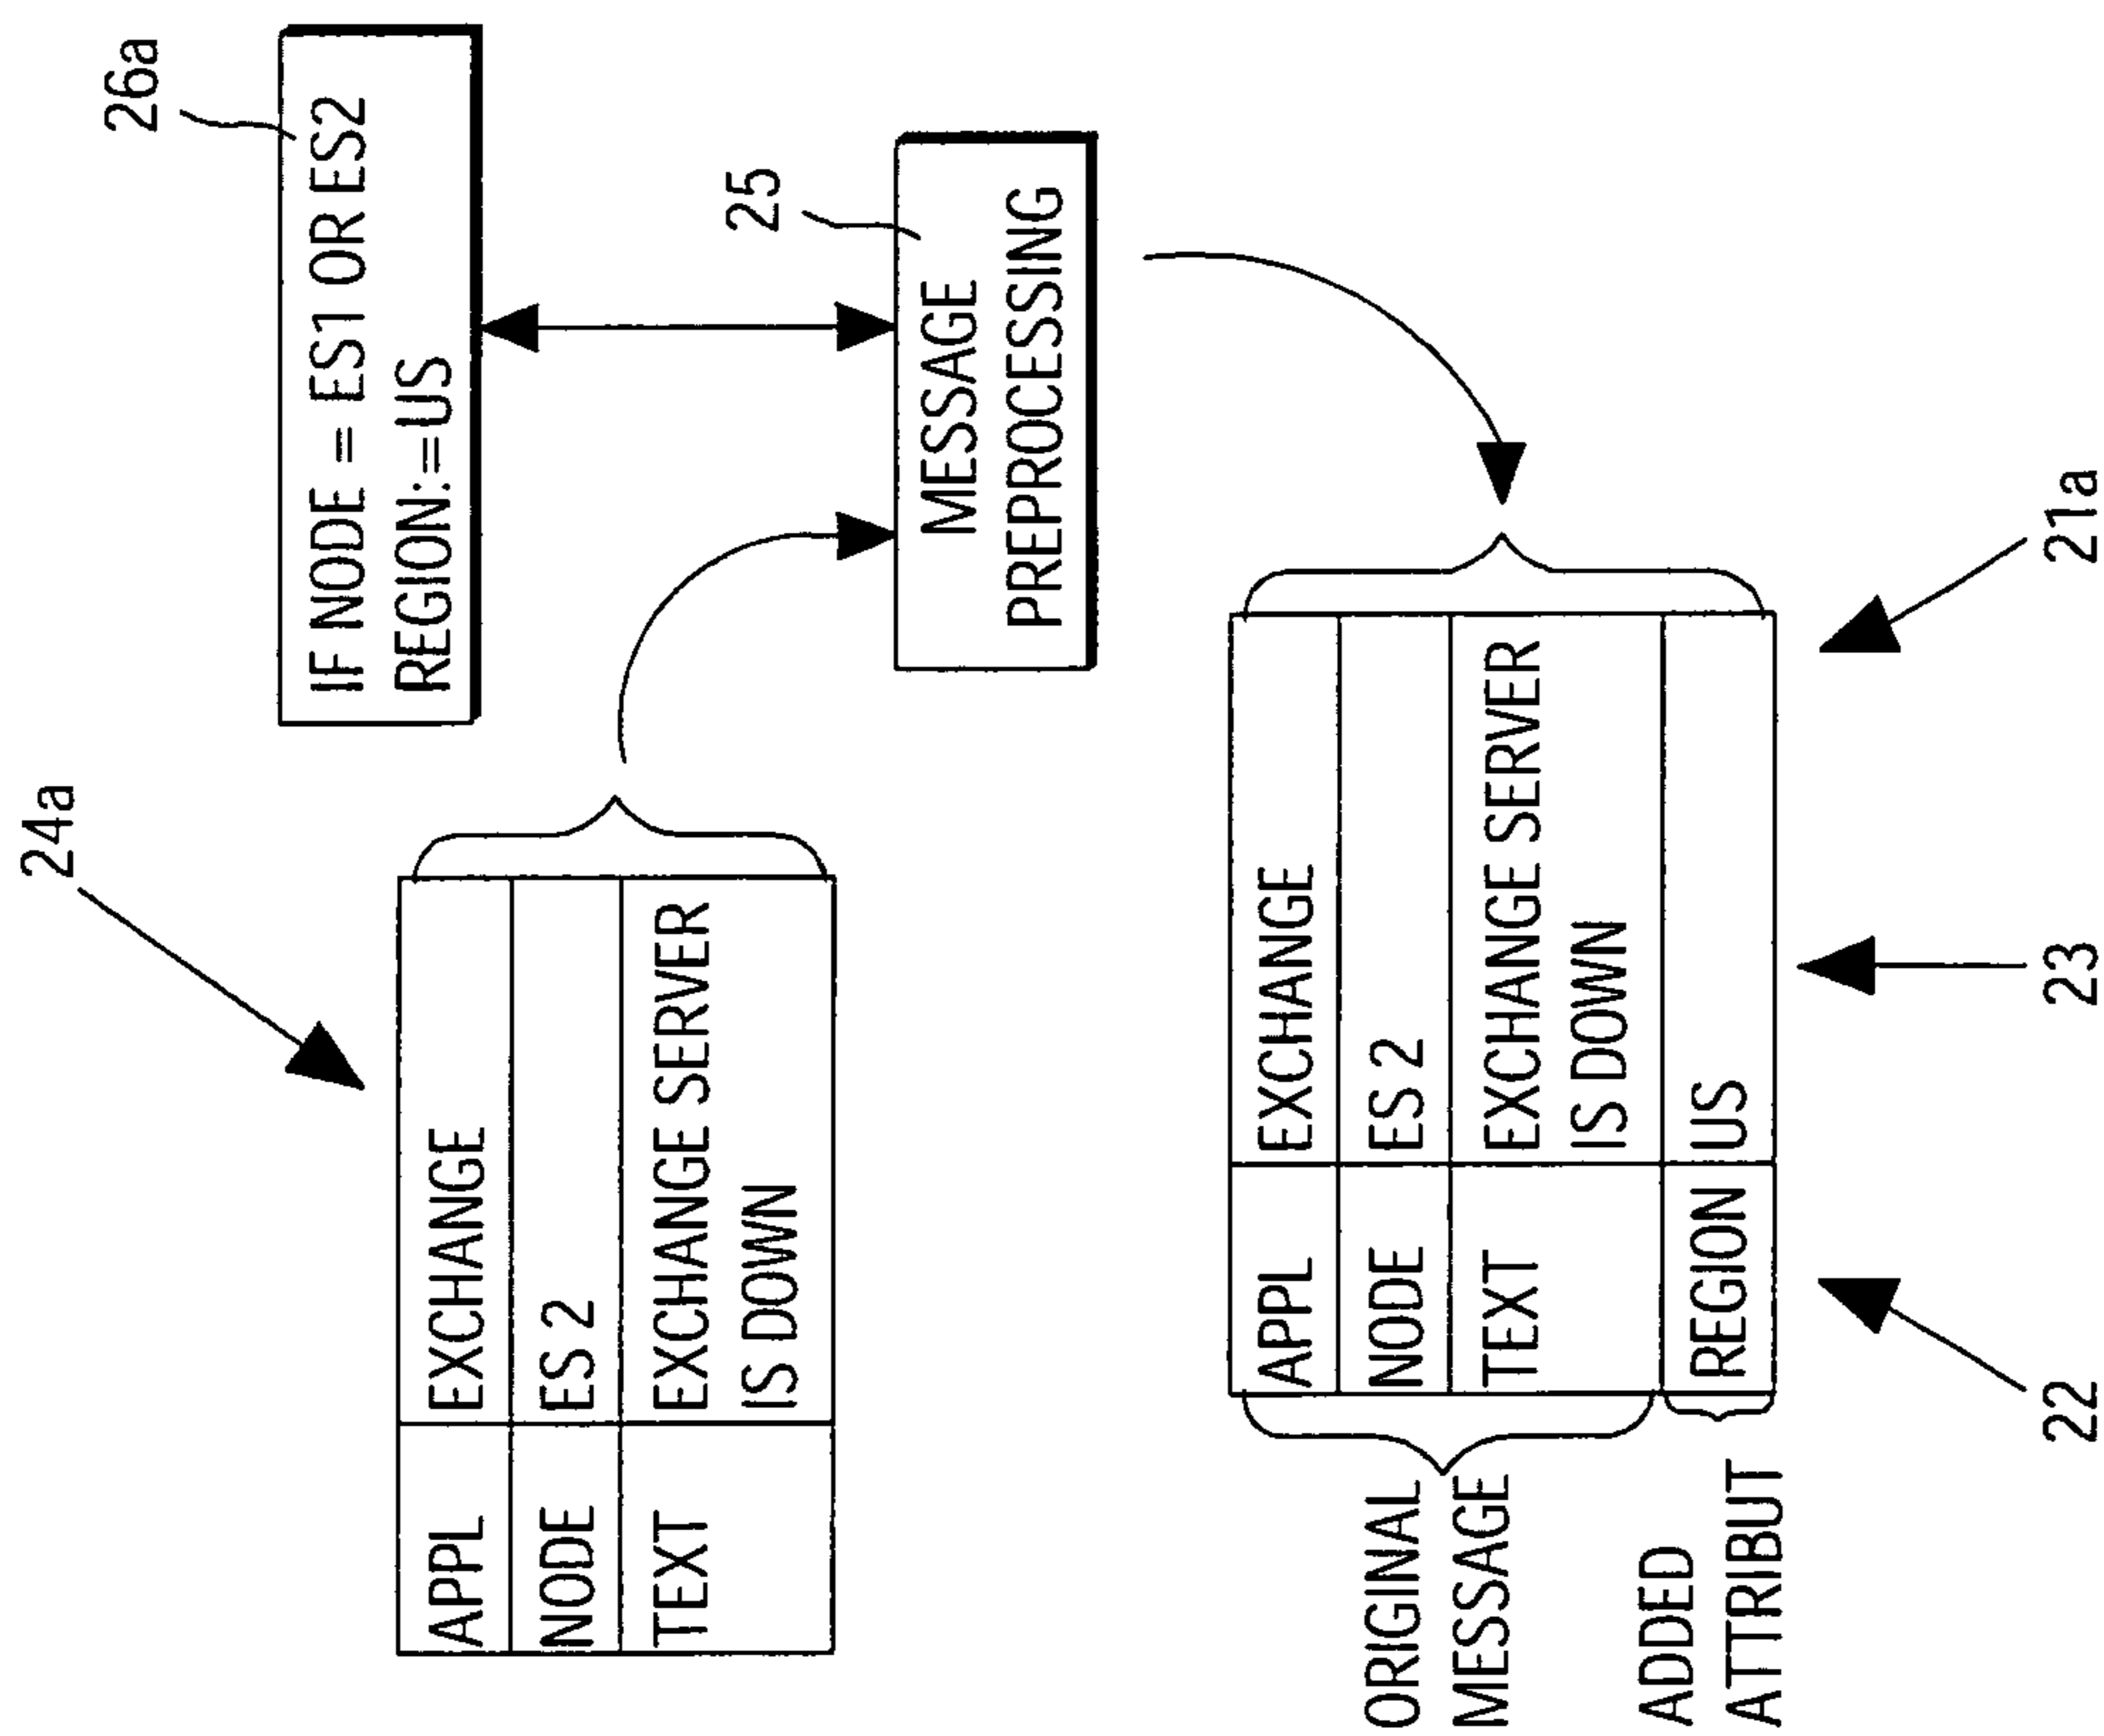 24a
APPL EXCHANGE
NODE ES 2
TEXT EXCHANGE SERVER
IS DOWN
26a
IF NODE = ES1 OR ES2
REGION:=US
25
MESSAGE
PREPROCESSING
ORIGINAL
MESSAGE
ADDED
ATTRIBUT
APPL EXCHANGE
NODE ES 2
TEXT EXCHANGE SERVER
IS DOWN
REGION US
22
23
21a